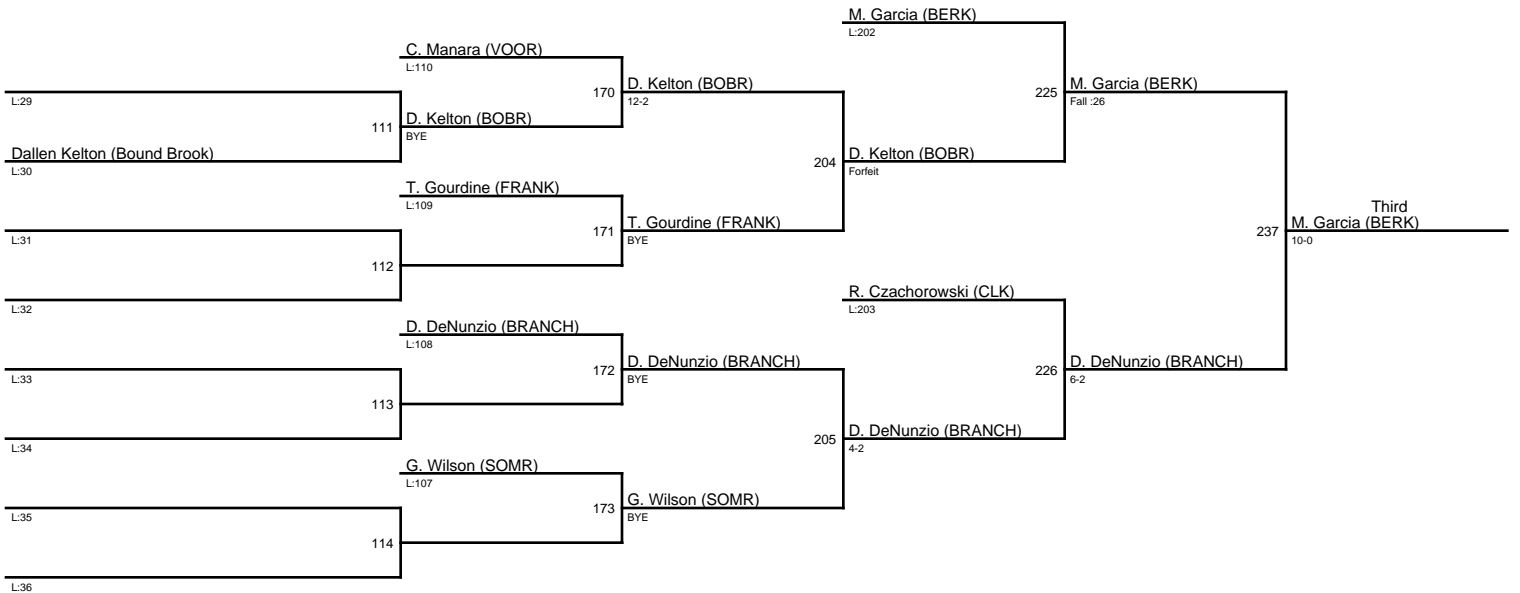 M. Garcia (BERK)
L:202
C. Manara (VOOR)
L:110
D. Kelton (BOBR)
12-2
170
L:29
M. Garcia (BERK)
Fall :26
225
D. Kelton (BOBR)
BYE
111
Dallen Kelton (Bound Brook)
L:30
D. Kelton (BOBR)
Forfeit
204
T. Gourdine (FRANK)
L:109
T. Gourdine (FRANK)
BYE
171
L:31
112
L:32
Third
M. Garcia (BERK)
10-0
237
R. Czachorowski (CLK)
L:203
D. DeNunzio (BRANCH)
L:108
D. DeNunzio (BRANCH)
BYE
172
L:33
113
L:34
D. DeNunzio (BRANCH)
6-2
226
D. DeNunzio (BRANCH)
4-2
205
G. Wilson (SOMR)
L:107
G. Wilson (SOMR)
BYE
173
L:35
114
L:36